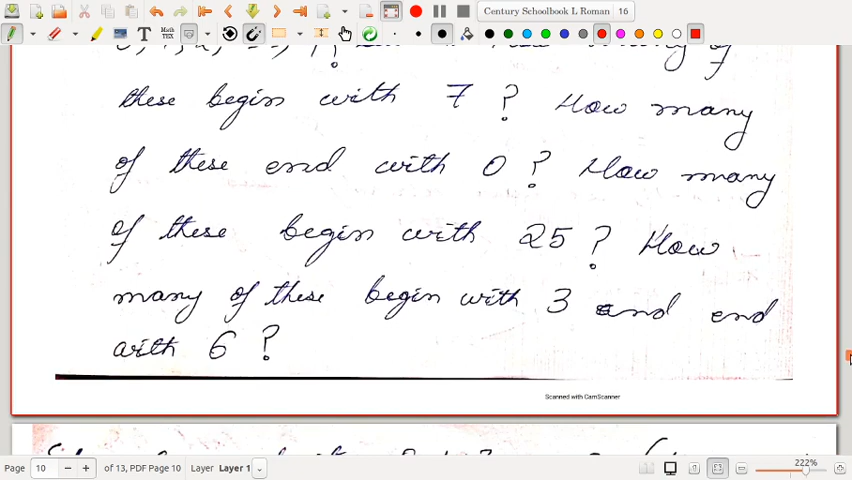 Century Schoolbook L Roman 16
these begin with 7 ? How many
of these end with 0 ? How many
of these begin with 25 ? How
many of these begin with 3 and end
with 6 ?
Scanned with CamScanner
Page 10 of 13, PDF Page 10 Layer Layer 1 222%